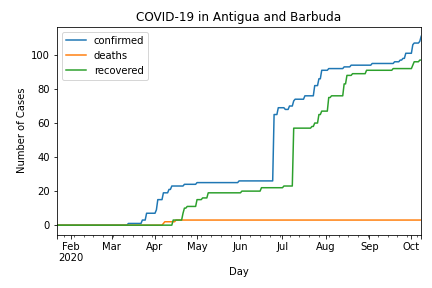 COVID-19 in Antigua and Barbuda
confirmed
deaths
recovered
Number of Cases
100
80
60
40
20
0
Feb Mar Apr May Jun Jul Aug Sep Oct
2020
Day